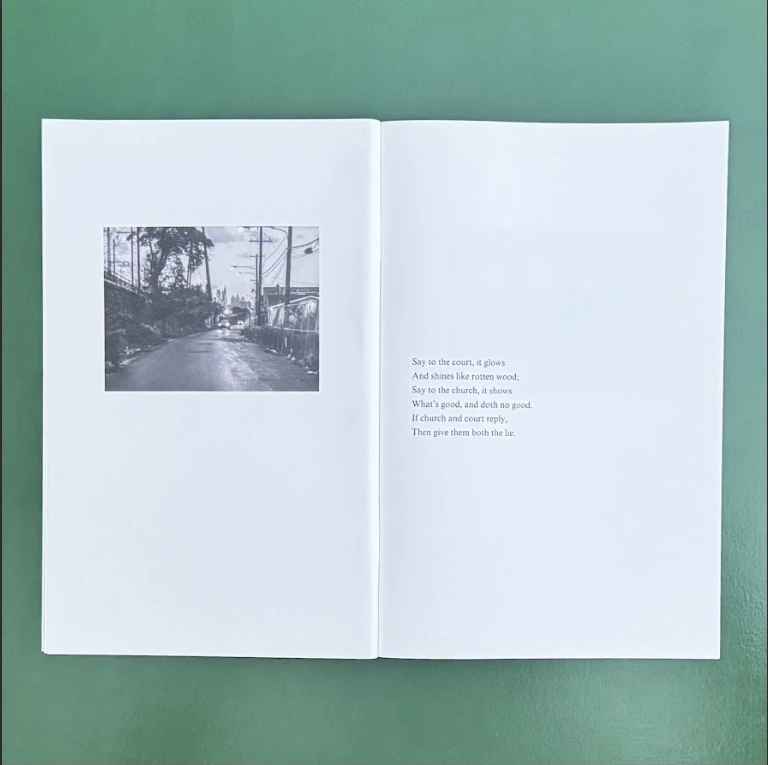 Say to the court, it glows
And shines like rotten wood;
Say to the church, it shows
What's good, and doth no good.
If church and court reply,
Then give them both the lie.